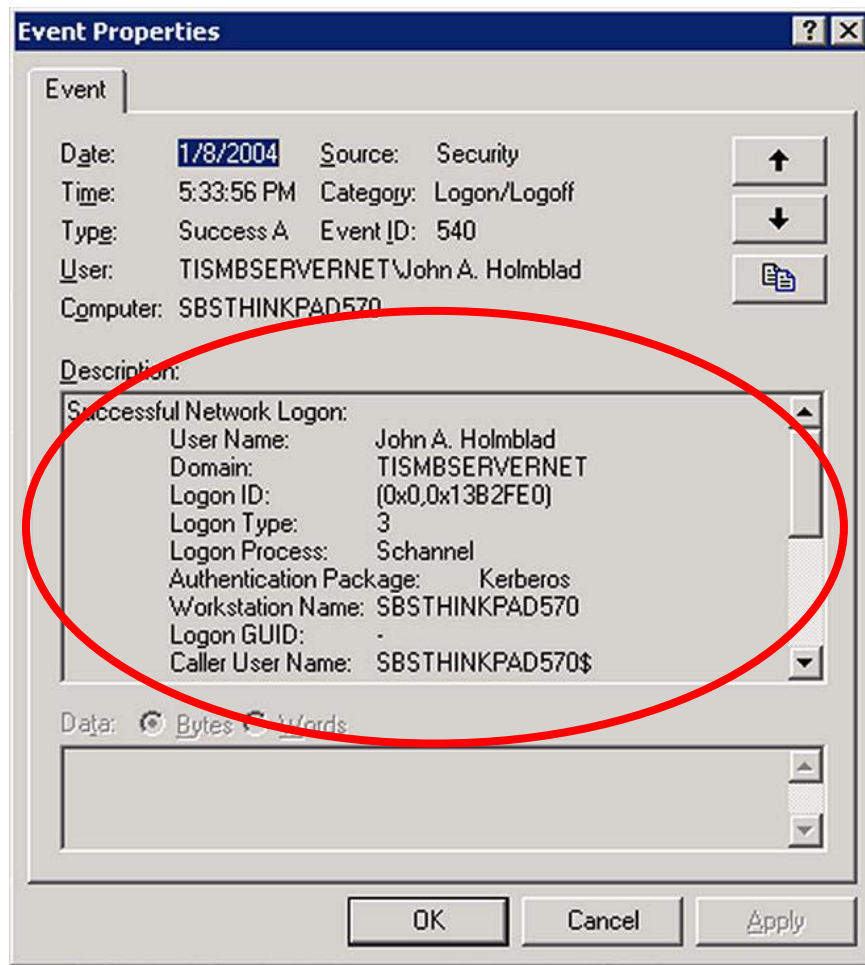 Event Properties
Event
Date: 1/8/2004 Source: Security
Time: 5:33:56 PM Category: Logon/Logoff
Type: Success A Event ID: 540
User: TISMBSERVERNET\John A. Holmblad
Computer: SBSTHINKPAD570
Description:
Successful Network Logon:
User Name: John A. Holmblad
Domain: TISMBSERVERNET
Logon ID: (0x0,0x13B2FE0)
Logon Type: 3
Logon Process: Schannel
Authentication Package: Kerberos
Workstation Name: SBSTHINKPAD570
Logon GUID: -
Caller User Name: SBSTHINKPAD570$
Data: Bytes Words
OK Cancel Apply